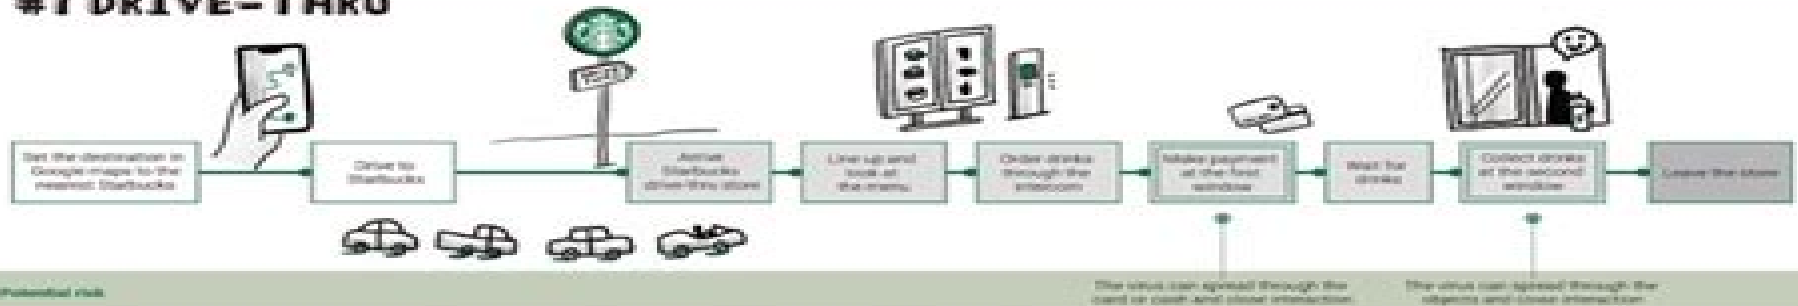 #1 DRIVE-THRU
Set the destination in
Google maps to the
nearest Starbucks
Drive to
Starbucks
Arrive
Starbucks
drive-thru store
Line up and
look at
the menu
Order drinks
through the
intercom
Make payment
at the first
window
Wait for
drinks
Collect drinks
at the second
window
Leave the store
Potential risk
The virus can spread through the
card or cash and close interaction
The virus can spread through the
objects and close interaction